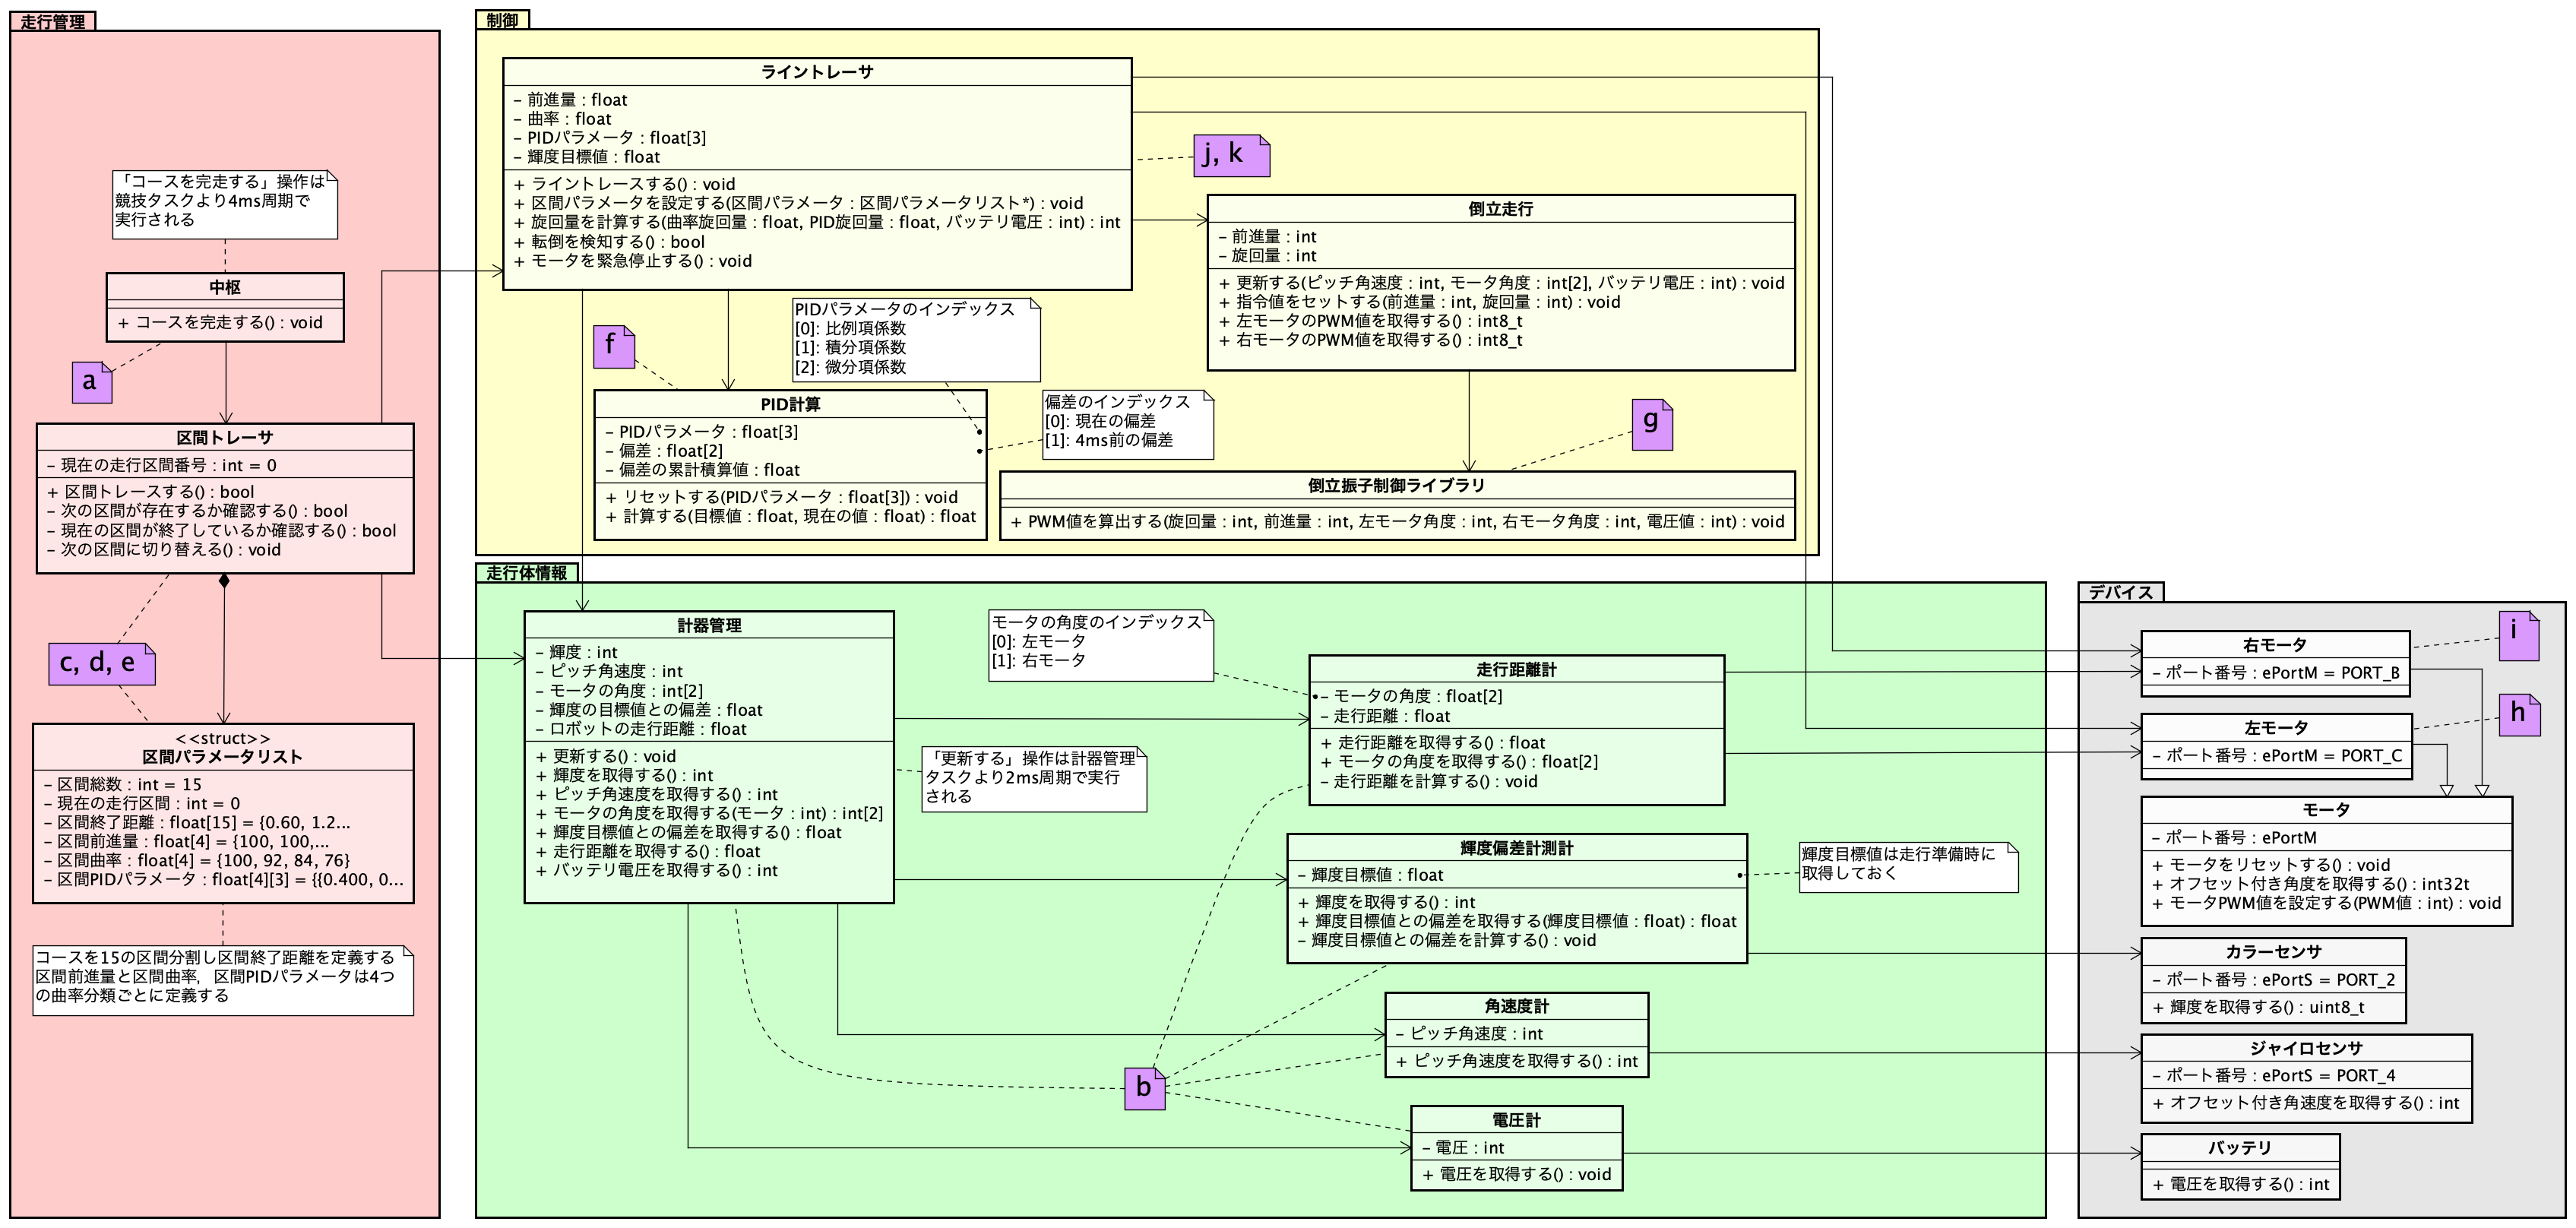 走行管理
「コースを完走する」操作は
競技タスクより4ms周期で
実行される
中枢
+ コースを完走する() : void
a
区間トレーサ
– 現在の走行区間番号 : int = 0
+ 区間トレースする() : bool
– 次の区間が存在するか確認する() : bool
– 現在の区間が終了しているか確認する() : bool
– 次の区間に切り替える() : void
c, d, e
<<struct>>
区間パラメータリスト
– 区間総数 : int = 15
– 現在の走行区間 : int = 0
– 区間終了距離 : float[15] = {0.60, 1.2...
– 区間前進量 : float[4] = {100, 100,...
– 区間曲率 : float[4] = {100, 92, 84, 76}
– 区間PIDパラメータ : float[4][3] = {{0.400, 0...
コースを15の区間分割し区間終了距離を定義する
区間前進量と区間曲率，区間PIDパラメータは4つ
の曲率分類ごとに定義する
制御
ライントレーサ
– 前進量 : float
– 曲率 : float
– PIDパラメータ : float[3]
– 輝度目標値 : float
+ ライントレースする() : void
+ 区間パラメータを設定する(区間パラメータ : 区間パラメータリスト*) : void
+ 旋回量を計算する(曲率旋回量 : float, PID旋回量 : float, バッテリ電圧 : int) : int
+ 転倒を検知する() : bool
+ モータを緊急停止する() : void
j, k
倒立走行
– 前進量 : int
– 旋回量 : int
+ 更新する(ピッチ角速度 : int, モータ角度 : int[2], バッテリ電圧 : int) : void
+ 指令値をセットする(前進量 : int, 旋回量 : int) : void
+ 左モータのPWM値を取得する() : int8_t
+ 右モータのPWM値を取得する() : int8_t
f
PIDパラメータのインデックス
[0]: 比例項係数
[1]: 積分項係数
[2]: 微分項係数
PID計算
– PIDパラメータ : float[3]
– 偏差 : float[2]
– 偏差の累計積算値 : float
+ リセットする(PIDパラメータ : float[3]) : void
+ 計算する(目標値 : float, 現在の値 : float) : float
偏差のインデックス
[0]: 現在の偏差
[1]: 4ms前の偏差
g
倒立振子制御ライブラリ
+ PWM値を算出する(旋回量 : int, 前進量 : int, 左モータ角度 : int, 右モータ角度 : int, 電圧値 : int) : void
走行体情報
計器管理
– 輝度 : int
– ピッチ角速度 : int
– モータの角度 : int[2]
– 輝度の目標値との偏差 : float
– ロボットの走行距離 : float
+ 更新する() : void
+ 輝度を取得する() : int
+ ピッチ角速度を取得する() : int
+ モータの角度を取得する(モータ : int) : int[2]
+ 輝度目標値との偏差を取得する() : float
+ 走行距離を取得する() : float
+ バッテリ電圧を取得する() : int
モータの角度のインデックス
[0]: 左モータ
[1]: 右モータ
「更新する」操作は計器管理
タスクより2ms周期で実行
される
走行距離計
– モータの角度 : float[2]
– 走行距離 : float
+ 走行距離を取得する() : float
+ モータの角度を取得する() : float[2]
– 走行距離を計算する() : void
輝度偏差計測計
– 輝度目標値 : float
+ 輝度を取得する() : int
+ 輝度目標値との偏差を取得する(輝度目標値 : float) : float
– 輝度目標値との偏差を計算する() : void
輝度目標値は走行準備時に
取得しておく
角速度計
– ピッチ角速度 : int
+ ピッチ角速度を取得する() : int
b
電圧計
– 電圧 : int
+ 電圧を取得する() : void
デバイス
i
右モータ
– ポート番号 : ePortM = PORT_B
h
左モータ
– ポート番号 : ePortM = PORT_C
モータ
– ポート番号 : ePortM
+ モータをリセットする() : void
+ オフセット付き角度を取得する() : int32t
+ モータPWM値を設定する(PWM値 : int) : void
カラーセンサ
– ポート番号 : ePortS = PORT_2
+ 輝度を取得する() : uint8_t
ジャイロセンサ
– ポート番号 : ePortS = PORT_4
+ オフセット付き角速度を取得する() : int
バッテリ
+ 電圧を取得する() : int